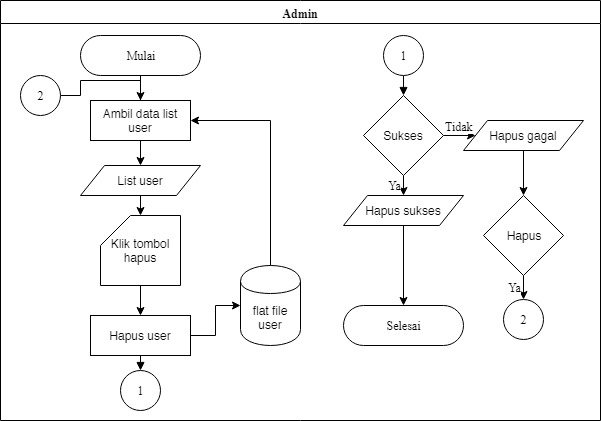 Admin
Mulai
2
Ambil data list
user
List user
Klik tombol
hapus
Hapus user
flat file
user
1
1
Sukses
Tidak
Hapus gagal
Ya
Hapus sukses
Hapus
Ya
Selesai
2